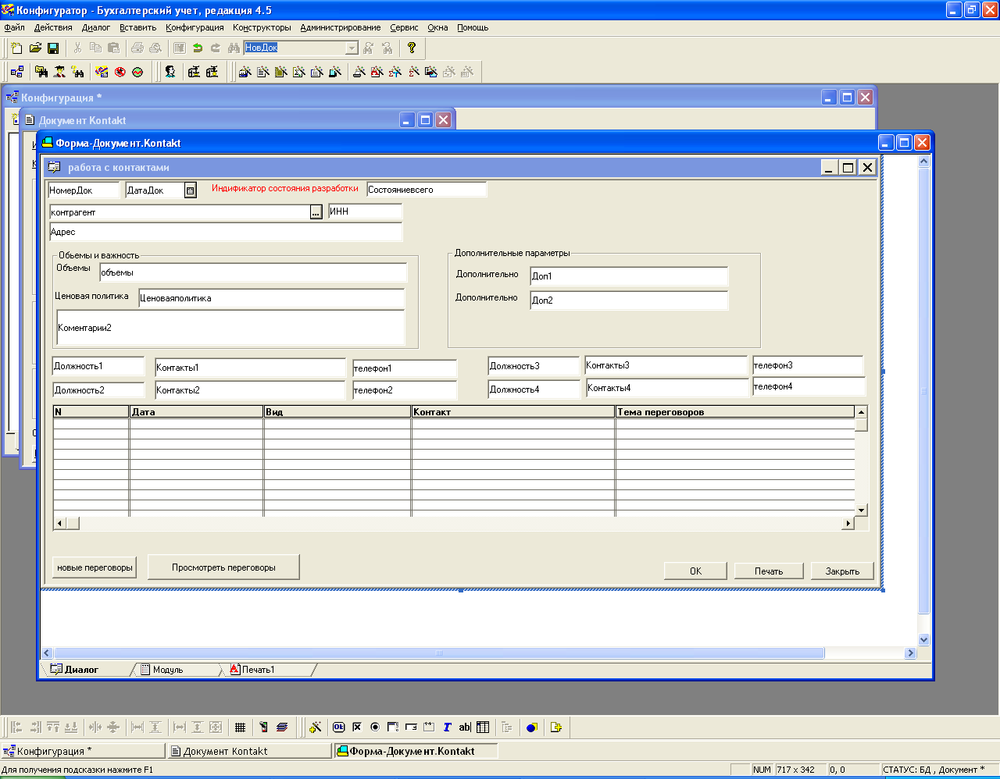 Конфигуратор - Бухгалтерский учет, редакция 4.5
Файл Действия Диалог Вставить Конфигурация Конструкторы Администрирование Сервис Окна Помощь
НовДок
Конфигурация *
Документ Kontakt
Форма-Документ.Kontakt
работа с контактами
НомерДок ДатаДок Индификатор состояния разработки Состояниевсего
контрагент ... ИНН
Адрес
Обьемы и важность Дополнительные параметры
Обьемы объемы Дополнительно Доп1
Ценовая политика Ценоваяполитика Дополнительно Доп2
Коментарии2
Должность1 Контакты1 телефон1 Должность3 Контакты3 телефон3
Должность2 Контакты2 телефон2 Должность4 Контакты4 телефон4
N Дата Вид Контакт Тема переговоров
новые переговоры Просмотреть переговоры OK Печать Закрыть
Диалог Модуль Печать1
Конфигурация * Документ Kontakt Форма-Документ.Kontakt
Для получения подсказки нажмите F1 NUM 717 x 342 0, 0 СТАТУС: БД , Документ *